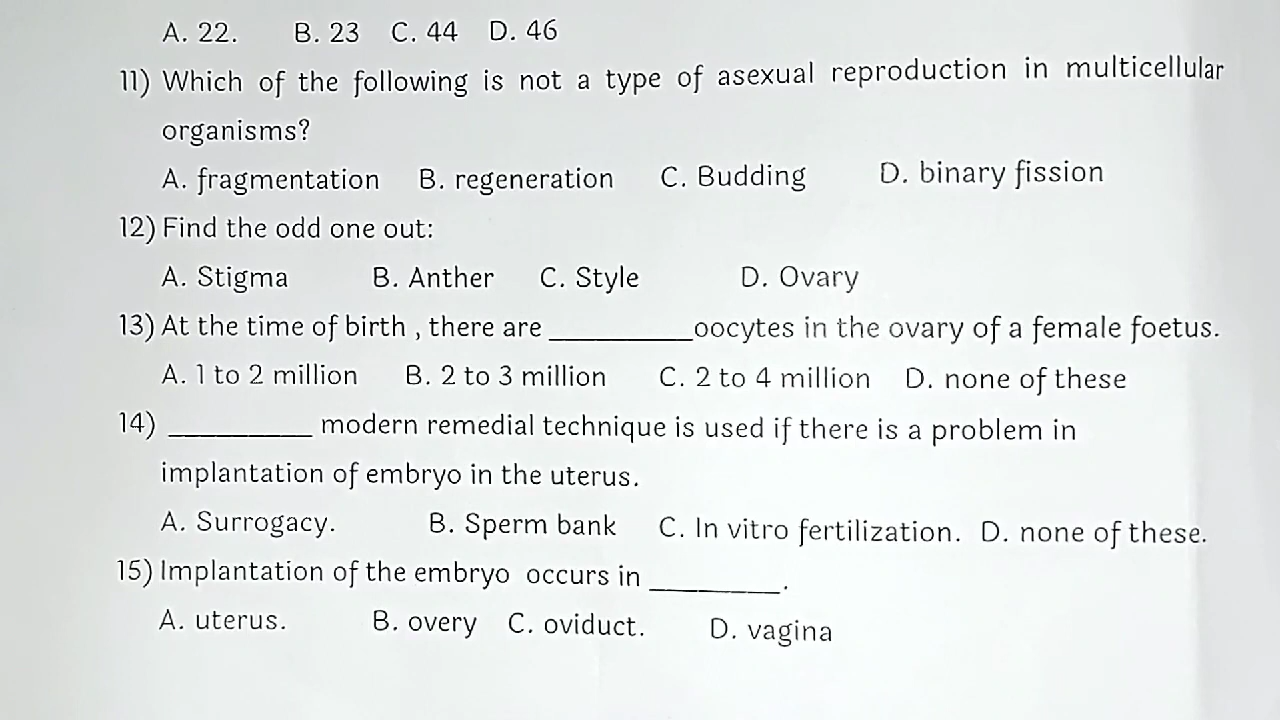 A. 22. B. 23 C. 44 D. 46
11) Which of the following is not a type of asexual reproduction in multicellular
organisms?
A. fragmentation B. regeneration C. Budding D. binary fission
12) Find the odd one out:
A. Stigma B. Anther C. Style D. Ovary
13) At the time of birth , there are __________oocytes in the ovary of a female foetus.
A. 1 to 2 million B. 2 to 3 million C. 2 to 4 million D. none of these
14) __________ modern remedial technique is used if there is a problem in
implantation of embryo in the uterus.
A. Surrogacy. B. Sperm bank C. In vitro fertilization. D. none of these.
15) Implantation of the embryo occurs in _________.
A. uterus. B. overy C. oviduct. D. vagina